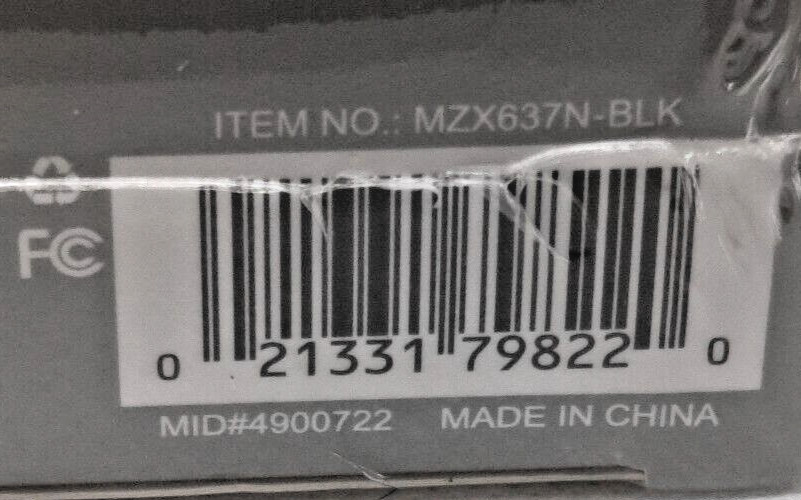 ITEM NO.: MZX637N-BLK
FC
0 21331 79822 0
MID#4900722 MADE IN CHINA